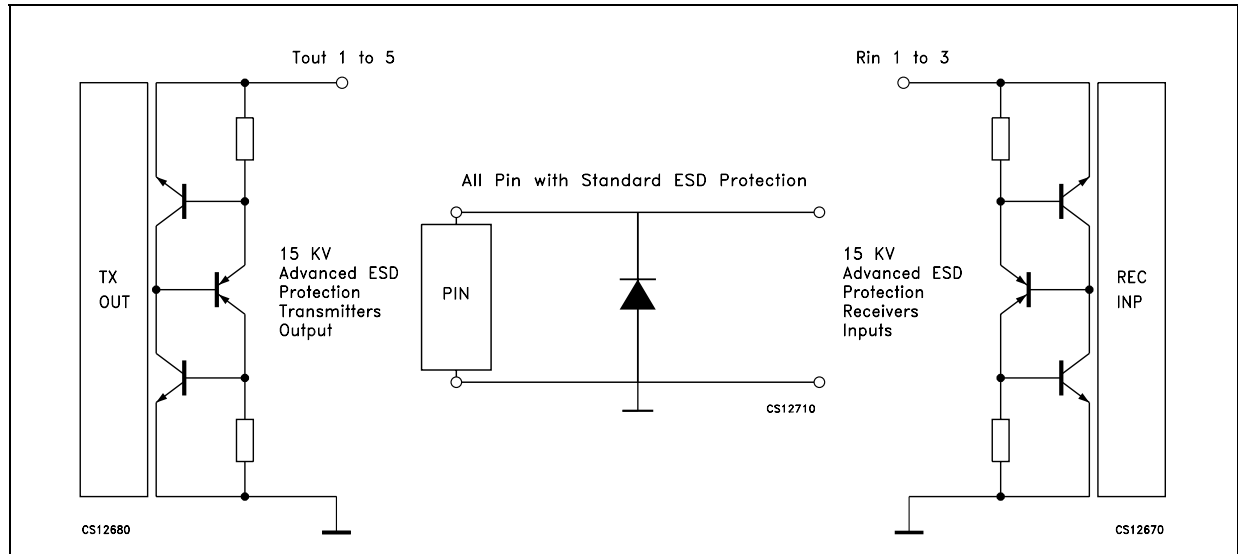 Tout 1 to 5
Rin 1 to 3
All Pin with Standard ESD Protection
TX
OUT
15 KV
Advanced ESD
Protection
Transmitters
Output
PIN
15 KV
Advanced ESD
Protection
Receivers
Inputs
REC
INP
CS12710
CS12680
CS12670